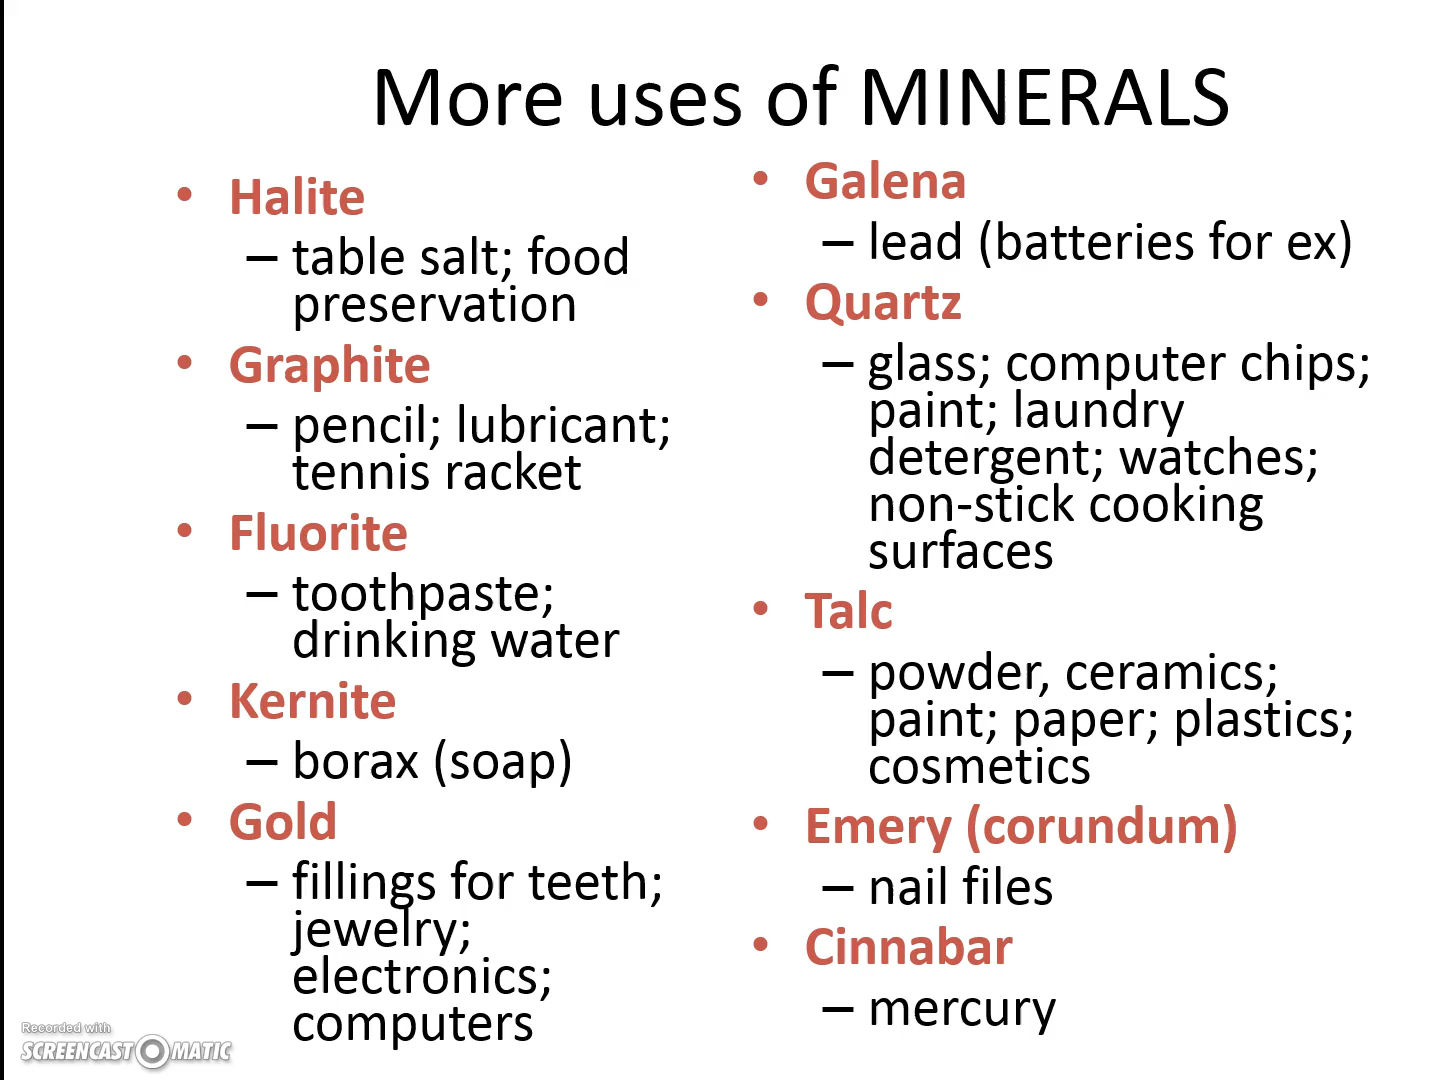 More uses of MINERALS
• Halite
– table salt; food
preservation
• Graphite
– pencil; lubricant;
tennis racket
• Fluorite
– toothpaste;
drinking water
• Kernite
– borax (soap)
• Gold
– fillings for teeth;
jewelry;
electronics;
computers
• Galena
– lead (batteries for ex)
• Quartz
– glass; computer chips;
paint; laundry
detergent; watches;
non-stick cooking
surfaces
• Talc
– powder, ceramics;
paint; paper; plastics;
cosmetics
• Emery (corundum)
– nail files
• Cinnabar
– mercury
Recorded with
SCREENCAST-O-MATIC